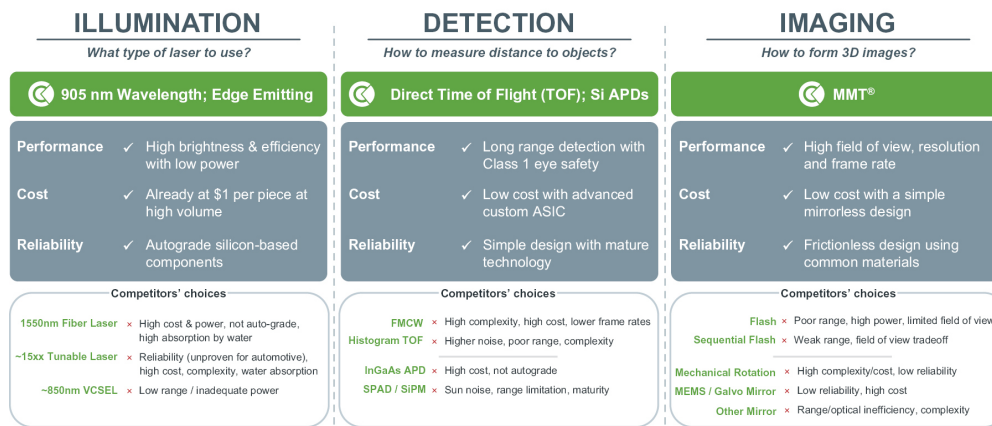 ILLUMINATION
What type of laser to use?
905 nm Wavelength; Edge Emitting
Performance ✓ High brightness & efficiency
with low power
Cost ✓ Already at $1 per piece at
high volume
Reliability ✓ Autograde silicon-based
components
Competitors' choices
1550nm Fiber Laser × High cost & power, not auto-grade,
high absorption by water
~15xx Tunable Laser × Reliability (unproven for automotive),
high cost, complexity, water absorption
~850nm VCSEL × Low range / inadequate power
DETECTION
How to measure distance to objects?
Direct Time of Flight (TOF); Si APDs
Performance ✓ Long range detection with
Class 1 eye safety
Cost ✓ Low cost with advanced
custom ASIC
Reliability ✓ Simple design with mature
technology
Competitors' choices
FMCW × High complexity, high cost, lower frame rates
Histogram TOF × Higher noise, poor range, complexity
InGaAs APD × High cost, not autograde
SPAD / SiPM × Sun noise, range limitation, maturity
IMAGING
How to form 3D images?
MMT®
Performance ✓ High field of view, resolution
and frame rate
Cost ✓ Low cost with a simple
mirrorless design
Reliability ✓ Frictionless design using
common materials
Competitors' choices
Flash × Poor range, high power, limited field of view
Sequential Flash × Weak range, field of view tradeoff
Mechanical Rotation × High complexity/cost, low reliability
MEMS / Galvo Mirror × Low reliability, high cost
Other Mirror × Range/optical inefficiency, complexity